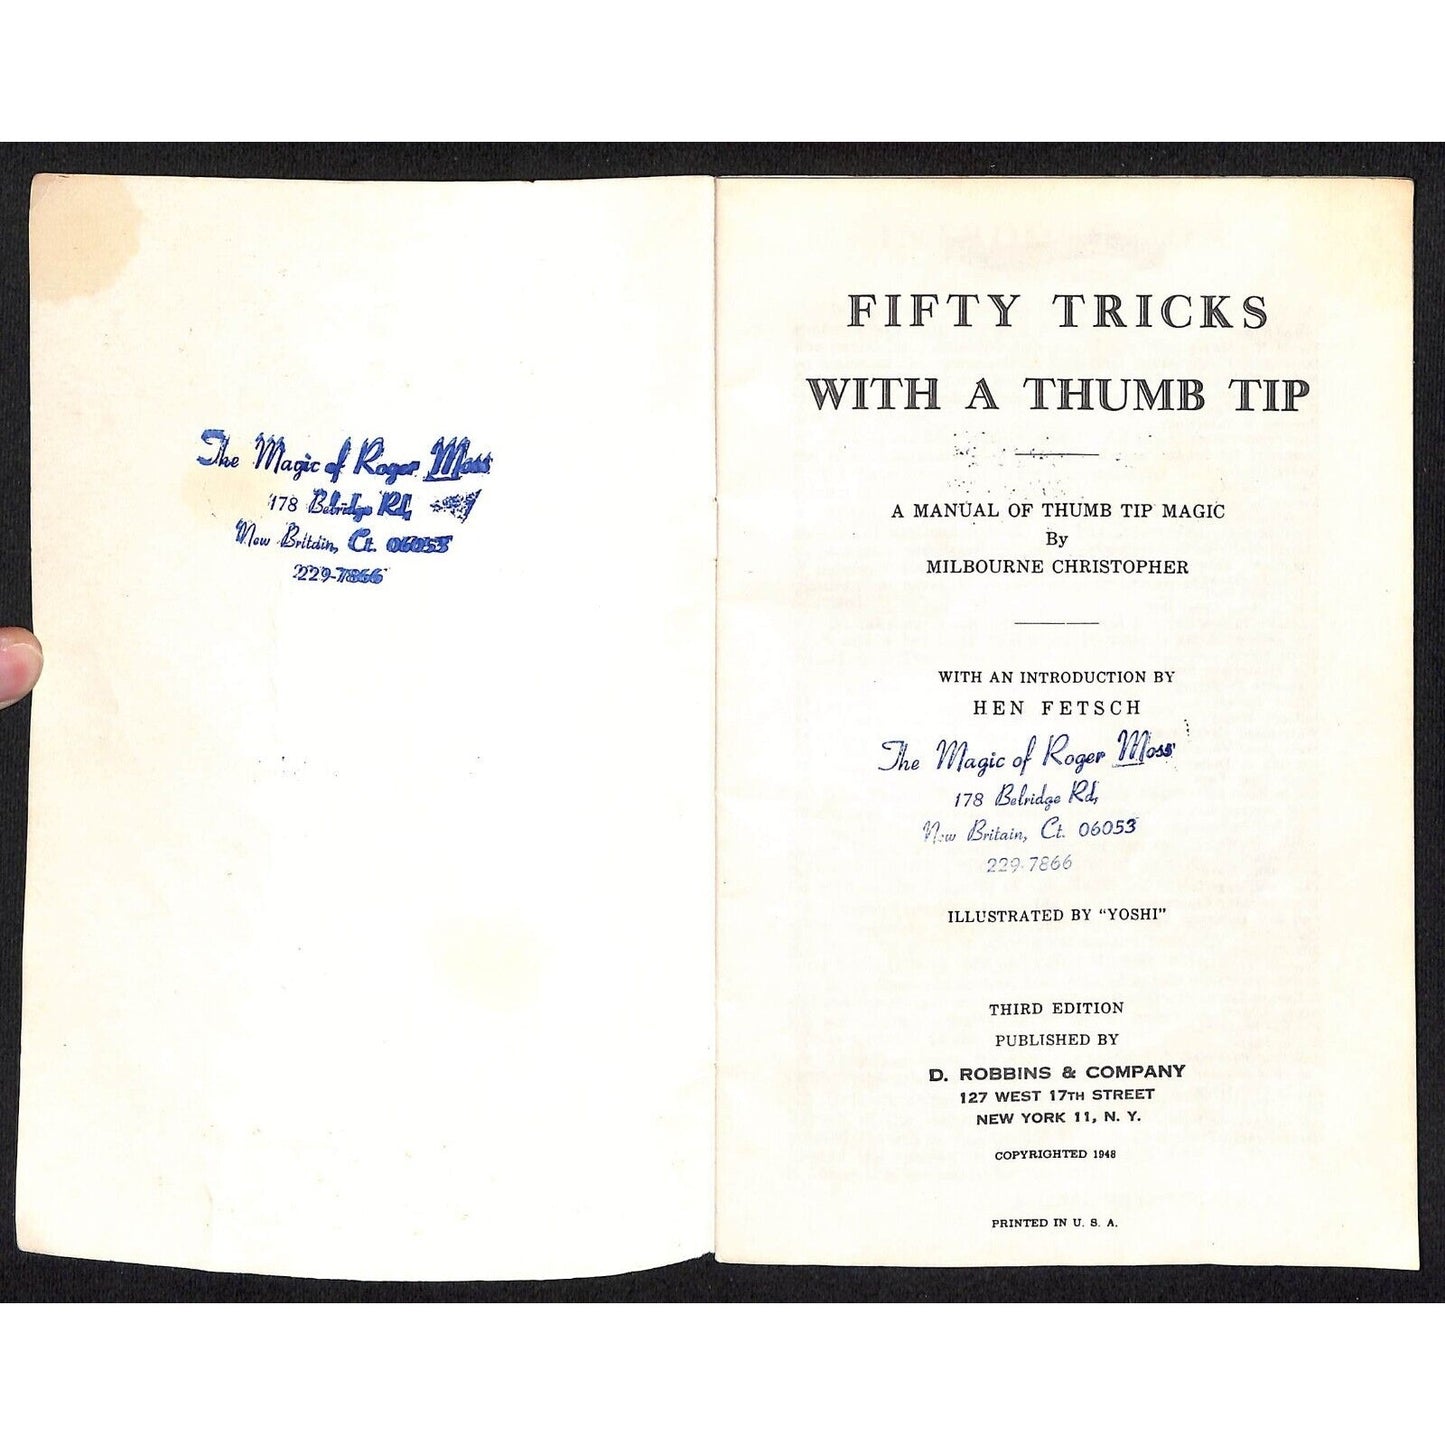 The Magic of Roger Moss
178 Belridge Rd,
New Britain, Ct. 06053
229-7866
FIFTY TRICKS
WITH A THUMB TIP
A MANUAL OF THUMB TIP MAGIC
By
MILBOURNE CHRISTOPHER
WITH AN INTRODUCTION BY
HEN FETSCH
The Magic of Roger Moss
178 Belridge Rd,
New Britain, Ct. 06053
229-7866
ILLUSTRATED BY "YOSHI"
THIRD EDITION
PUBLISHED BY
D. ROBBINS & COMPANY
127 WEST 17TH STREET
NEW YORK 11, N. Y.
COPYRIGHTED 1948
PRINTED IN U. S. A.